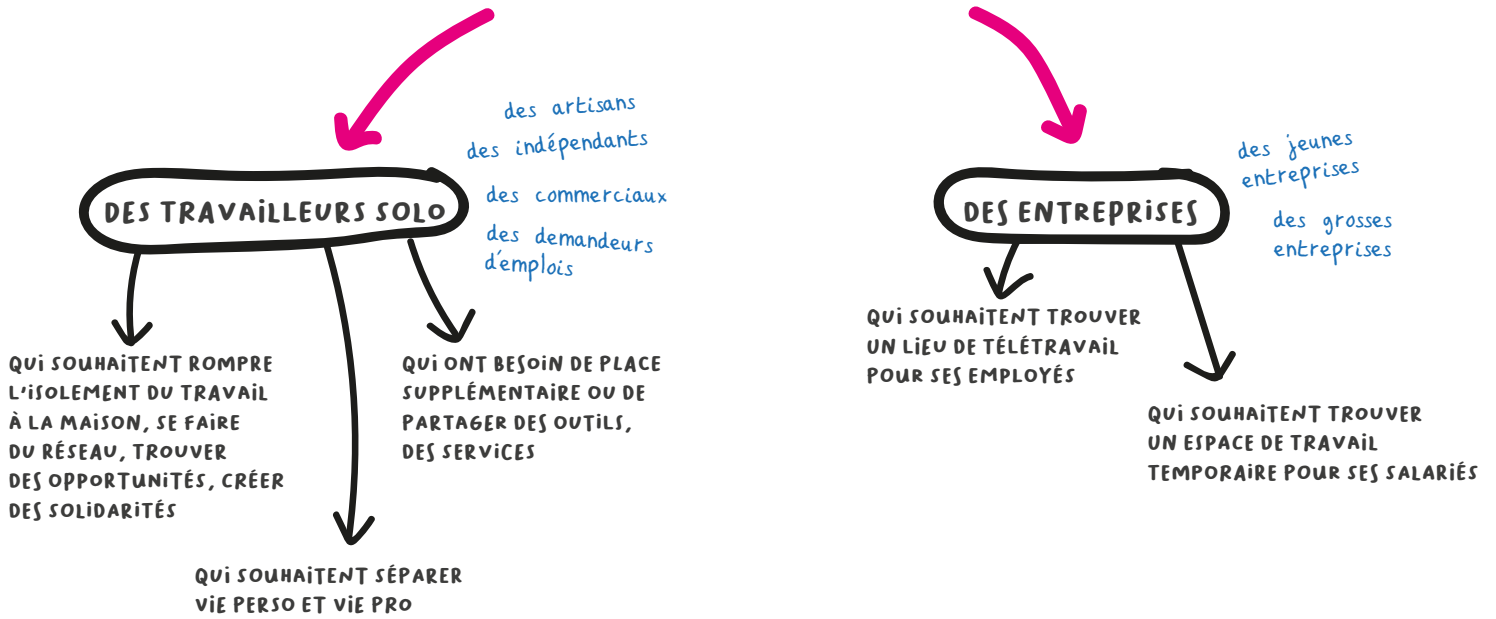 des artisans
des indépendants
des commerciaux
des demandeurs
d'emplois
DES TRAVAiLLEURS SOLO
QUi SOUHAiTENT ROMPRE
L'iSOLEMENT DU TRAVAiL
À LA MAiSON, SE FAiRE
DU RÉSEAU, TROUVER
DES OPPORTUNiTÉS, CRÉER
DES SOLiDARiTÉS
QUi SOUHAiTENT SÉPARER
ViE PERSO ET ViE PRO
QUi ONT BESOiN DE PLACE
SUPPLÉMENTAiRE OU DE
PARTAGER DES OUTiLS,
DES SERViCES
des jeunes
entreprises
des grosses
entreprises
DES ENTREPRiSES
QUi SOUHAiTENT TROUVER
UN LiEU DE TÉLÉTRAVAiL
POUR SES EMPLOYÉS
QUi SOUHAiTENT TROUVER
UN ESPACE DE TRAVAiL
TEMPORAiRE POUR SES SALARiÉS